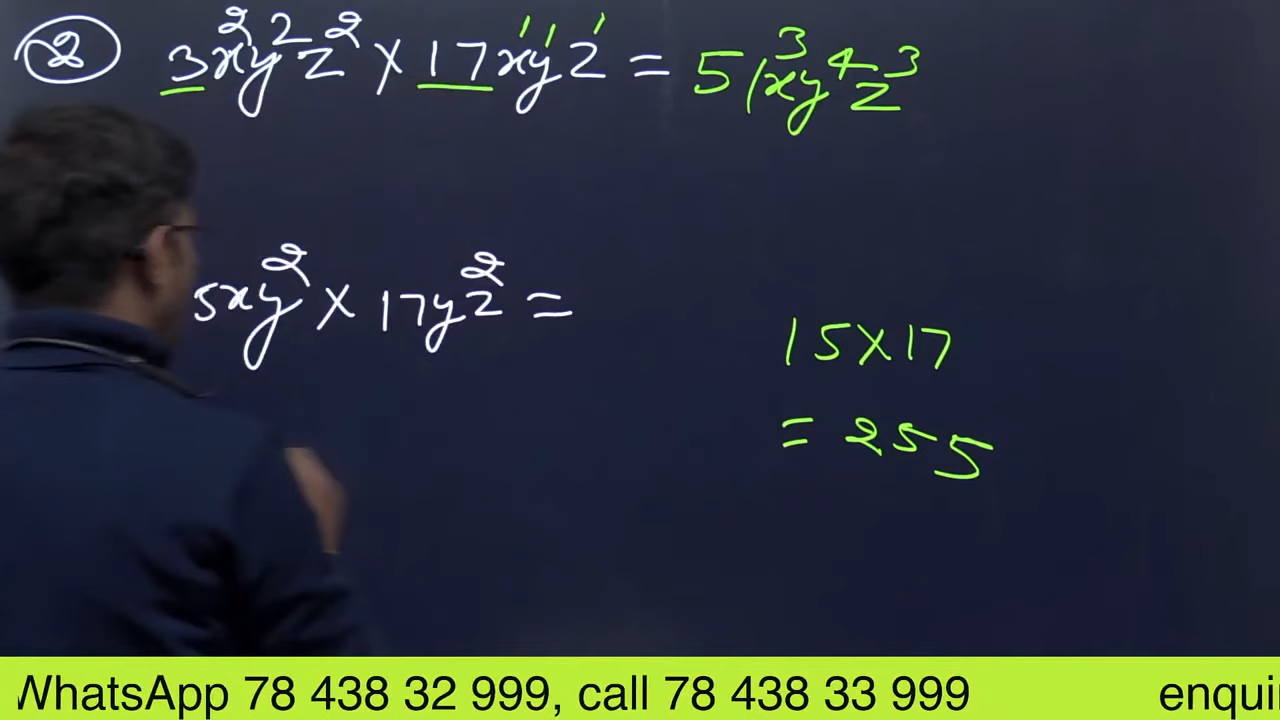 ② 3x²y²z² × 17x¹y¹z¹ = 51x³y⁴z³
5xy² × 17yz² =
15×17
= 255
WhatsApp 78 438 32 999, call 78 438 33 999 enqui